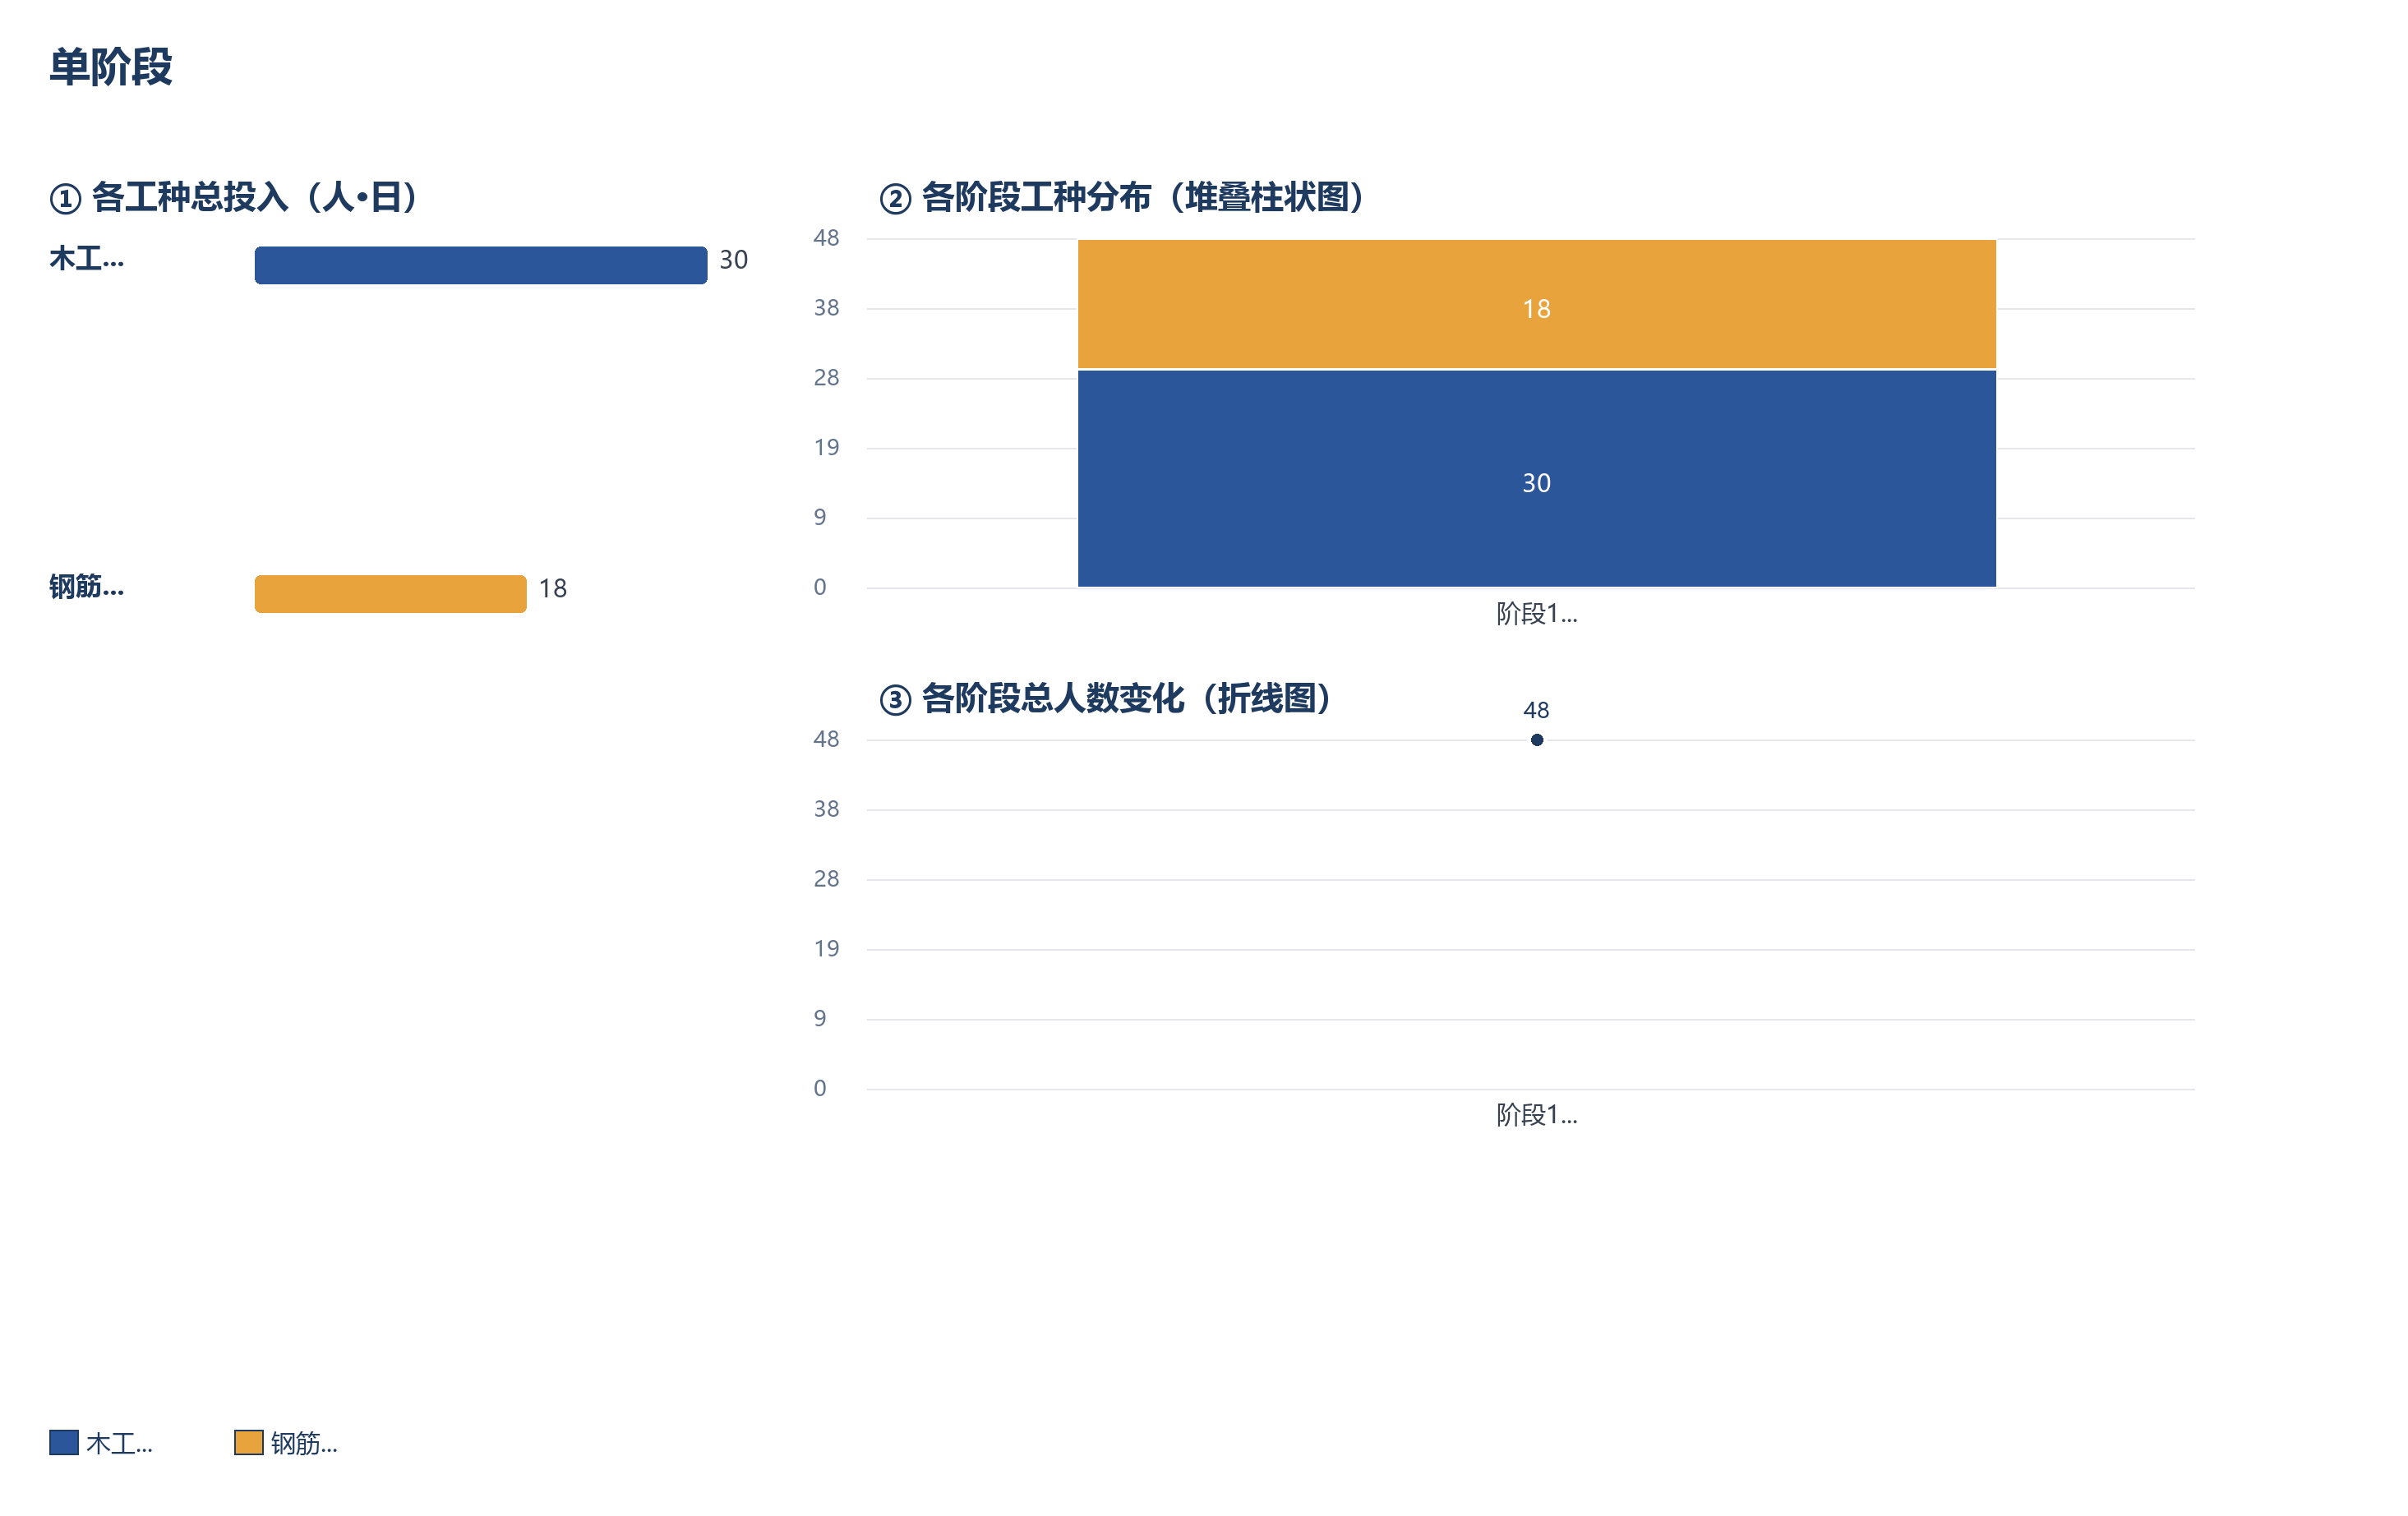 单阶段
① 各工种总投入（人•日）
木工... 30
钢筋... 18
② 各阶段工种分布（堆叠柱状图）
48
38
28
19
9
0
18
30
阶段1...
③ 各阶段总人数变化（折线图）
48
48
38
28
19
9
0
阶段1...
木工... 钢筋...